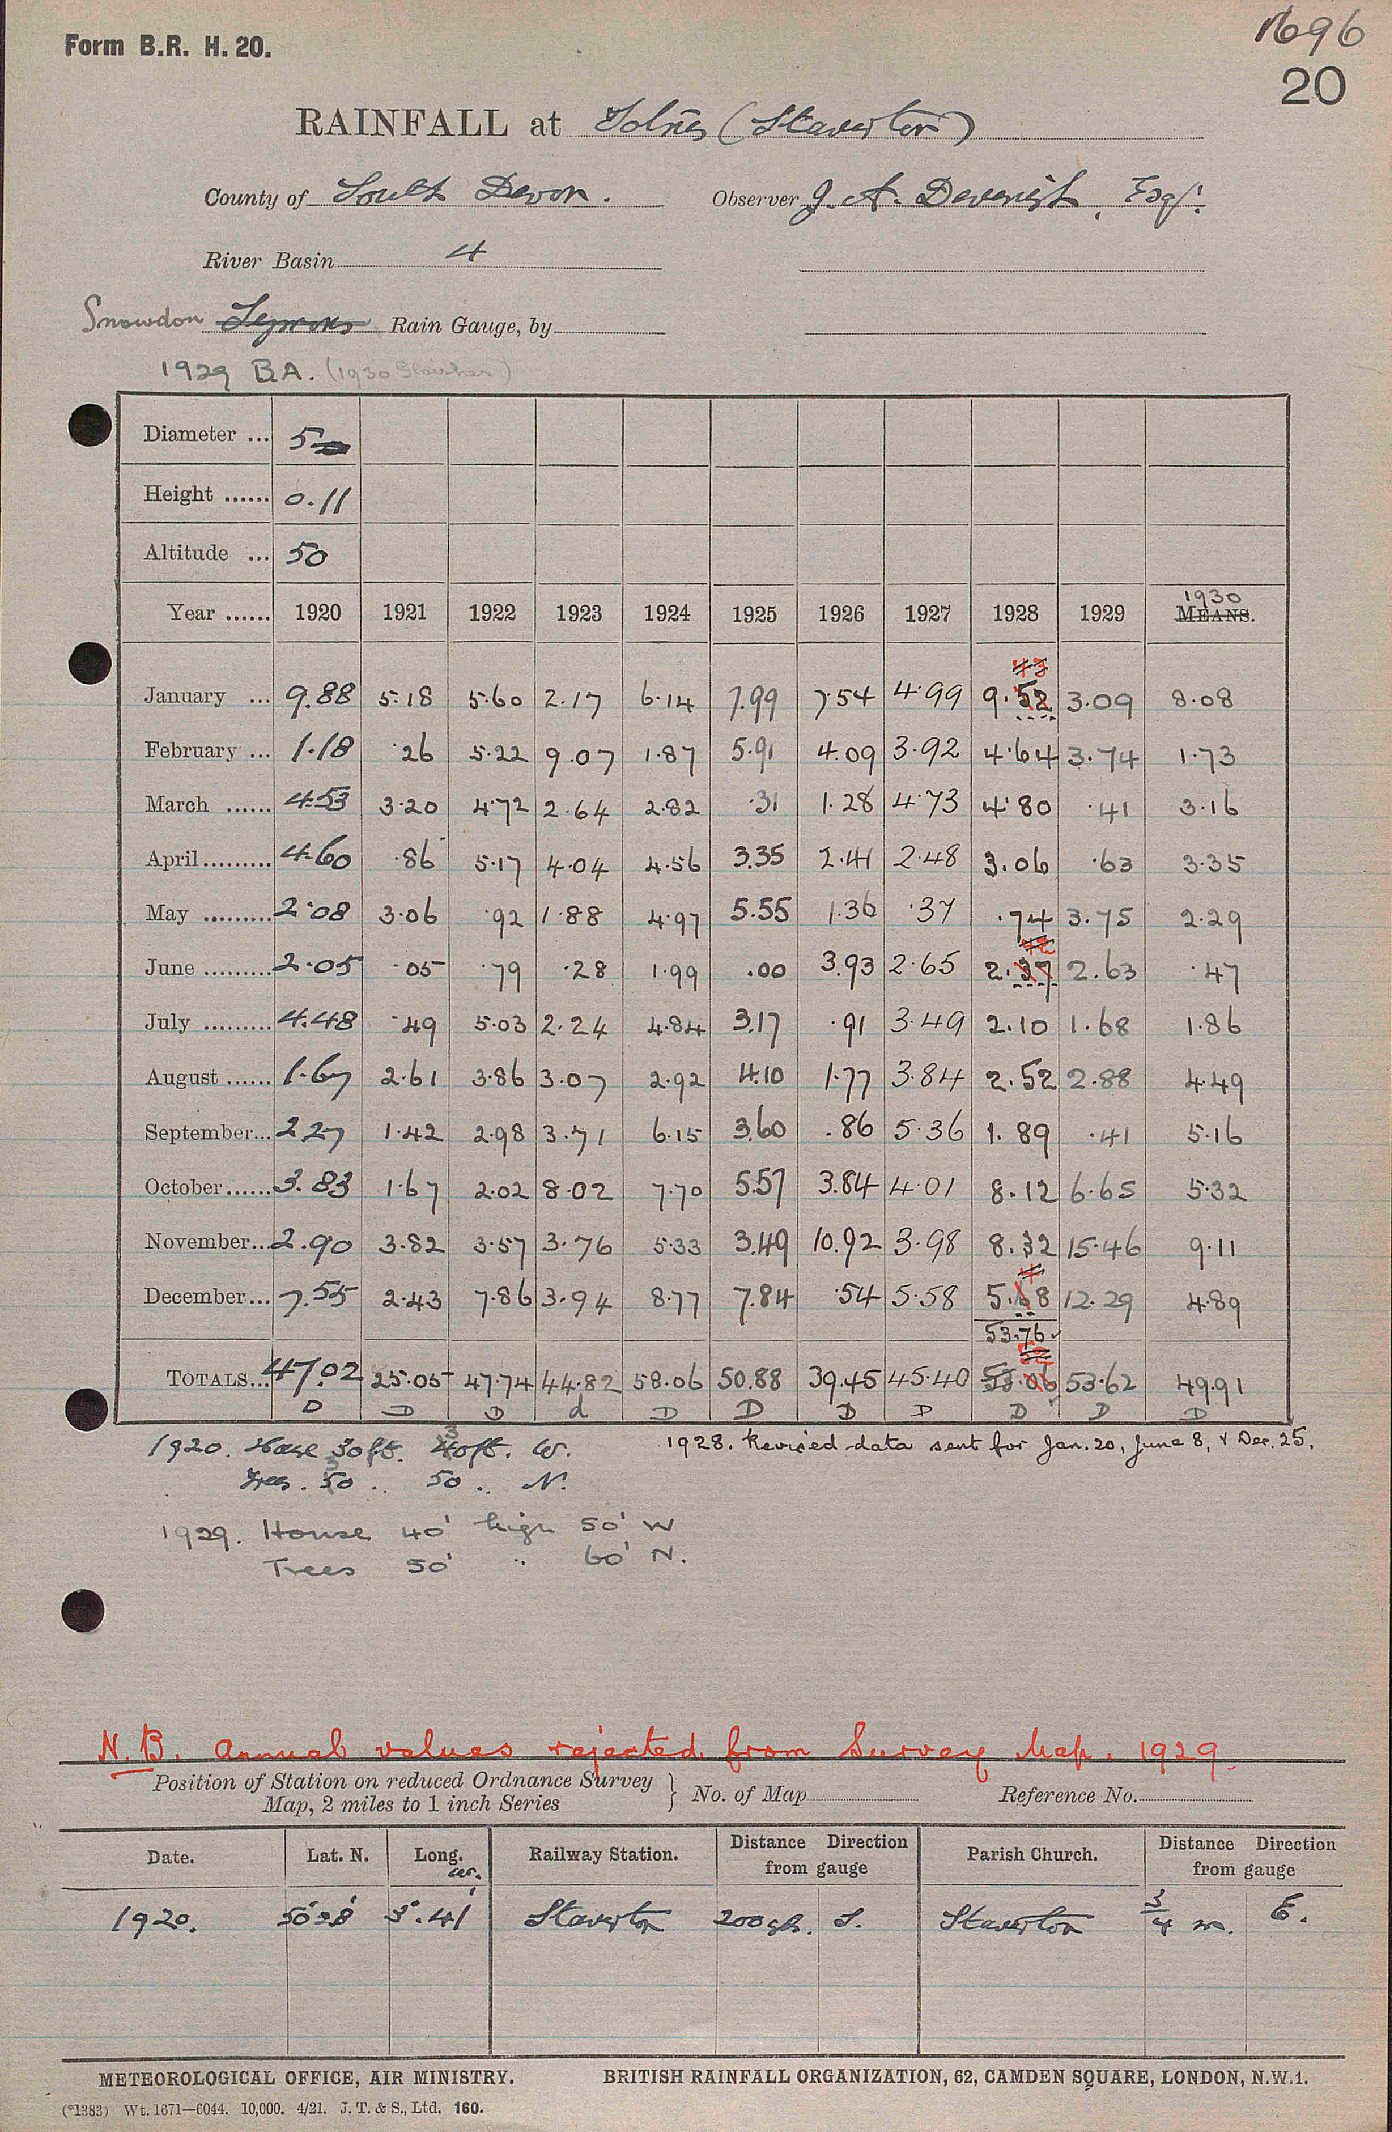 1696
Form B.R. H. 20.
20
RAINFALL at Totnes (Staverton)
County of South Devon. Observer J. A. Devenish, Esq.
River Basin 4
Snowdon Symons Rain Gauge, by
1929 B.A. (1930
Diameter ... 5
Height ...... 0.11
Altitude ... 50
Year ...... 1920 1921 1922 1923 1924 1925 1926 1927 1928 1929 1930 MEANS.
43
January ... 9.88 5.18 5.60 2.17 6.14 7.99 7.54 4.99 9.52 3.09 8.08
February ... 1.18 .26 5.22 9.07 1.87 5.91 4.09 3.92 4.64 3.74 1.73
March ...... 4.53 3.20 4.72 2.64 2.82 .31 1.28 4.73 4.80 .41 3.16
April ......... 4.60 .86 5.17 4.04 4.56 3.35 2.41 2.48 3.06 .63 3.35
May ......... 2.08 3.06 .92 1.88 4.97 5.55 1.36 .37 .74 3.75 2.29
June ......... 2.05 .05 .79 .28 1.99 .00 3.93 2.65 2.37 2.63 .47
July ......... 4.48 .49 5.03 2.24 4.84 3.17 .91 3.49 2.10 1.68 1.86
August ...... 1.67 2.61 3.86 3.07 2.92 4.10 1.77 3.84 2.52 2.88 4.49
September... 2.27 1.42 2.98 3.71 6.15 3.60 .86 5.36 1.89 .41 5.16
October ...... 3.83 1.67 2.02 8.02 7.70 5.57 3.84 4.01 8.12 6.65 5.32
November... 2.90 3.82 3.57 3.76 5.33 3.49 10.92 3.98 8.32 15.46 9.11
December... 7.55 2.43 7.86 3.94 8.77 7.84 .54 5.58 5.68 12.29 4.89
53.76
TOTALS... 47.02 25.05 47.74 44.82 58.06 50.88 39.45 45.40 53.06 53.62 49.91
D D D d D D D D D D D
1920. House 30 ft. 40 ft. W.
1928. Revised data sent for Jan. 20, June 8, & Dec. 25.
Trees. 50 .. 50 .. N.
1929. House 40' high 50' W
Trees 50' " 60' N.
N.B. Annual values rejected from Survey Map. 1929.
Position of Station on reduced Ordnance Survey Map, 2 miles to 1 inch Series } No. of Map Reference No.
Date. Lat. N. Long. W. Railway Station. Distance Direction from gauge Parish Church. Distance Direction from gauge
1920. 50° 28' 3°. 41' Staverton 200 yds. S. Staverton 3/4 m. E.
METEOROLOGICAL OFFICE, AIR MINISTRY. BRITISH RAINFALL ORGANIZATION, 62, CAMDEN SQUARE, LONDON, N.W.1.
(*1383) Wt. 1671—6044. 10,000. 4/21. J. T. & S., Ltd. 160.